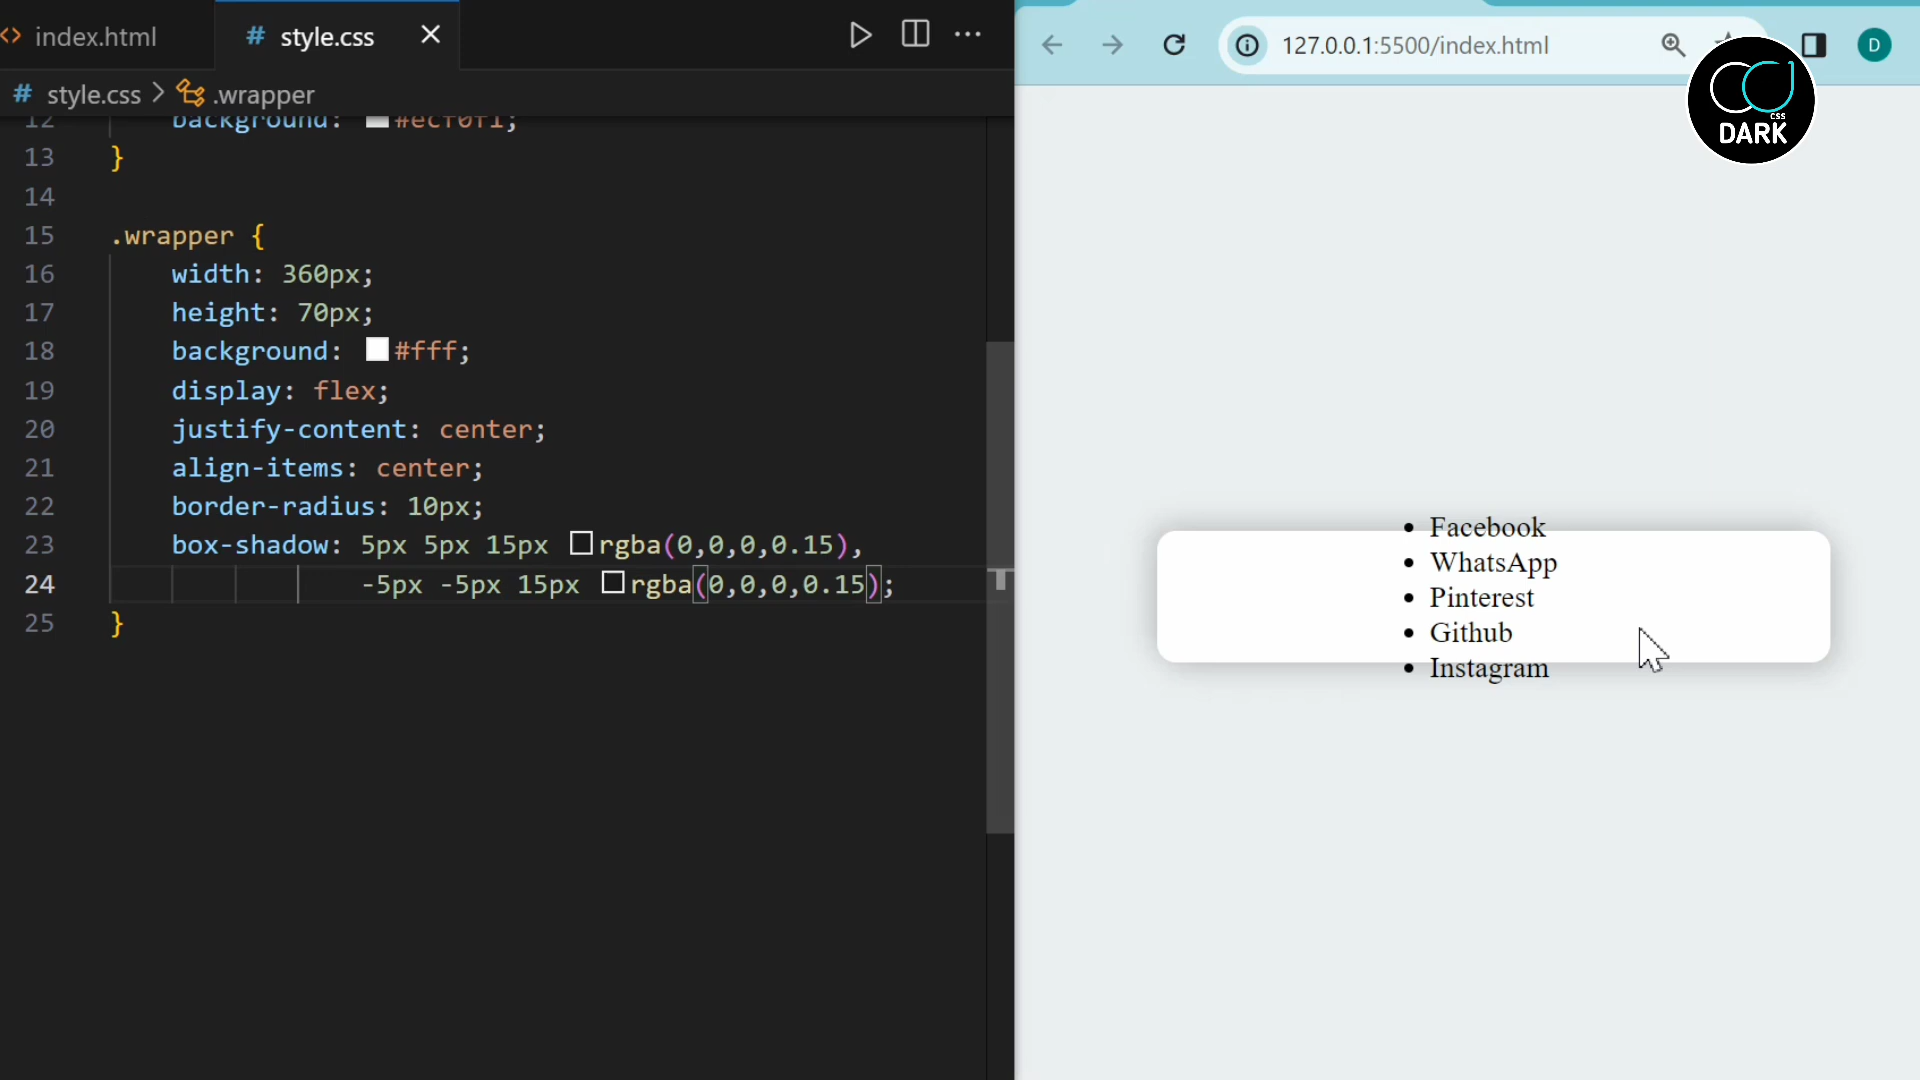 index.html
# style.css
# style.css > .wrapper
12 background: #ecf0f1;
13 }
14
15 .wrapper {
16 width: 360px;
17 height: 70px;
18 background: #fff;
19 display: flex;
20 justify-content: center;
21 align-items: center;
22 border-radius: 10px;
23 box-shadow: 5px 5px 15px rgba(0,0,0,0.15),
24 -5px -5px 15px rgba(0,0,0,0.15);
25 }
127.0.0.1:5500/index.html
D
CSS
DARK
• Facebook
• WhatsApp
• Pinterest
• Github
• Instagram